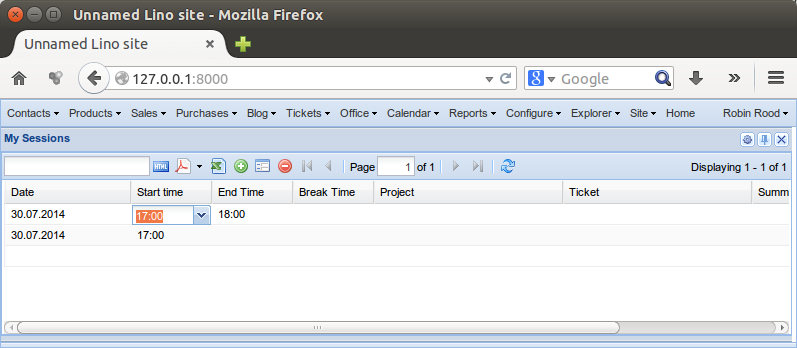 Unnamed Lino site - Mozilla Firefox
Unnamed Lino site
127.0.0.1:8000
Google
Contacts Products Sales Purchases Blog Tickets Office Calendar Reports Configure Explorer Site Home Robin Rood
My Sessions
HTML Page 1 of 1 Displaying 1 - 1 of 1
Date Start time End Time Break Time Project Ticket Summ
30.07.2014 17:00 18:00
30.07.2014 17:00